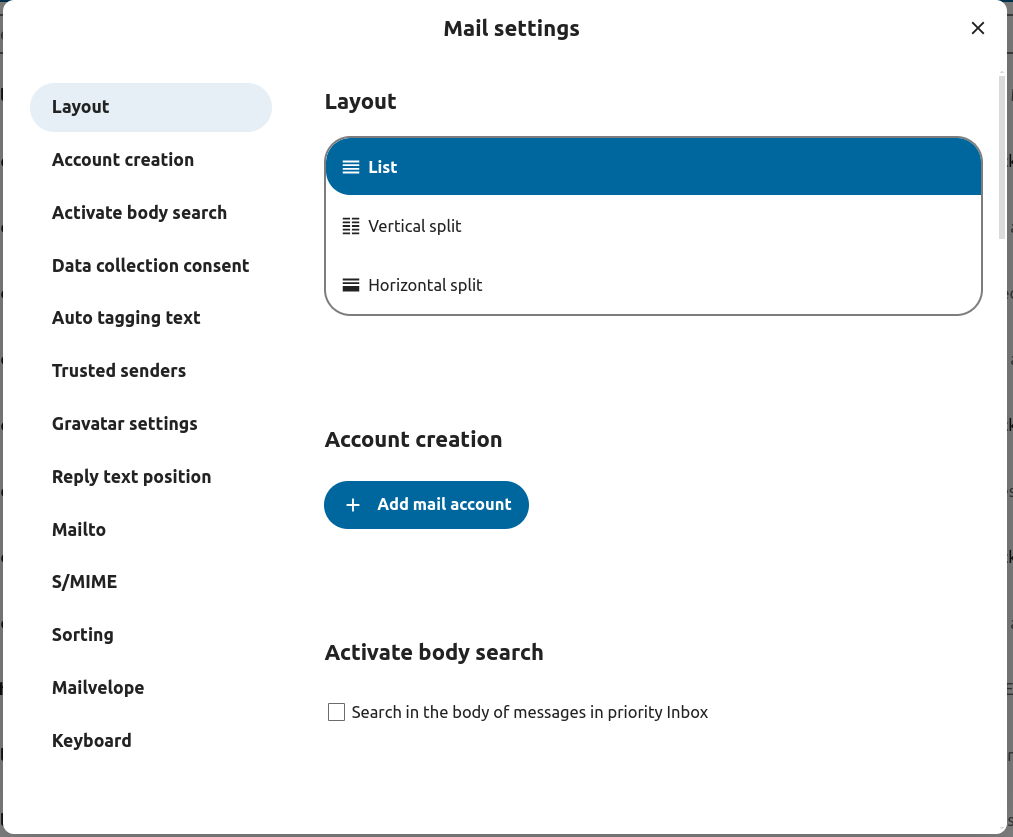 Mail settings
Layout
Account creation
Activate body search
Data collection consent
Auto tagging text
Trusted senders
Gravatar settings
Reply text position
Mailto
S/MIME
Sorting
Mailvelope
Keyboard
Layout
List
Vertical split
Horizontal split
Account creation
Add mail account
Activate body search
Search in the body of messages in priority Inbox